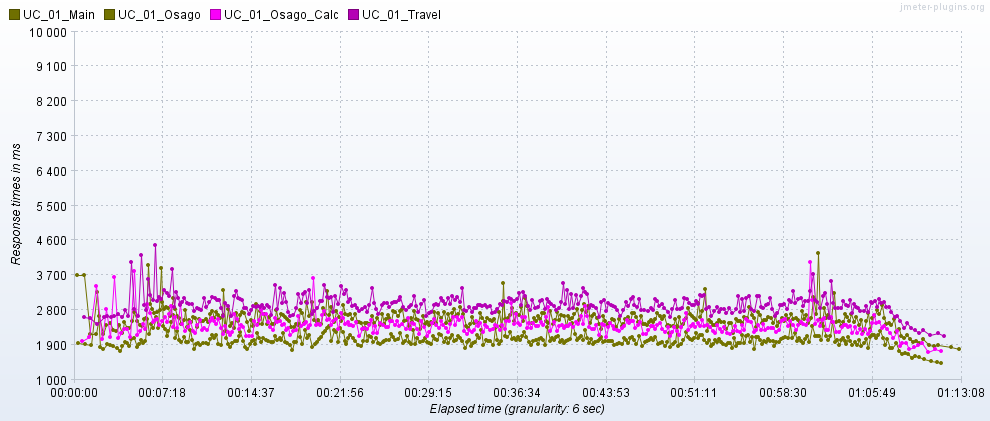 UC_01_Main UC_01_Osago UC_01_Osago_Calc UC_01_Travel
jmeter-plugins.org
10 000
9 100
8 200
7 300
6 400
5 500
4 600
3 700
2 800
1 900
1 000
Response times in ms
00:00:00 00:07:18 00:14:37 00:21:56 00:29:15 00:36:34 00:43:53 00:51:11 00:58:30 01:05:49 01:13:08
Elapsed time (granularity: 6 sec)